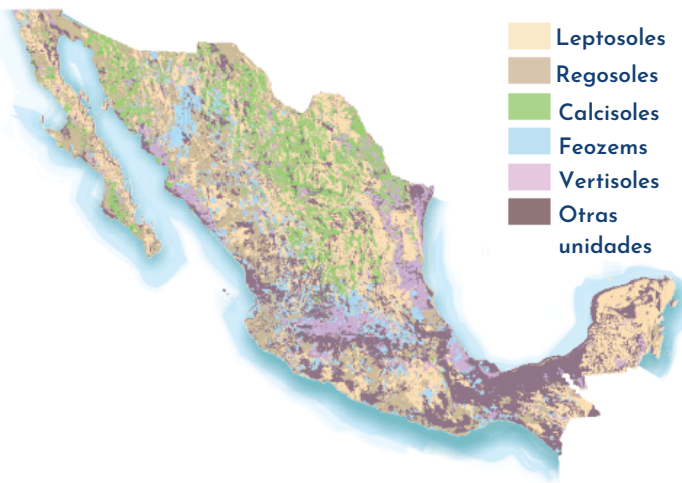 Leptosoles
Regosoles
Calcisoles
Feozems
Vertisoles
Otras
unidades